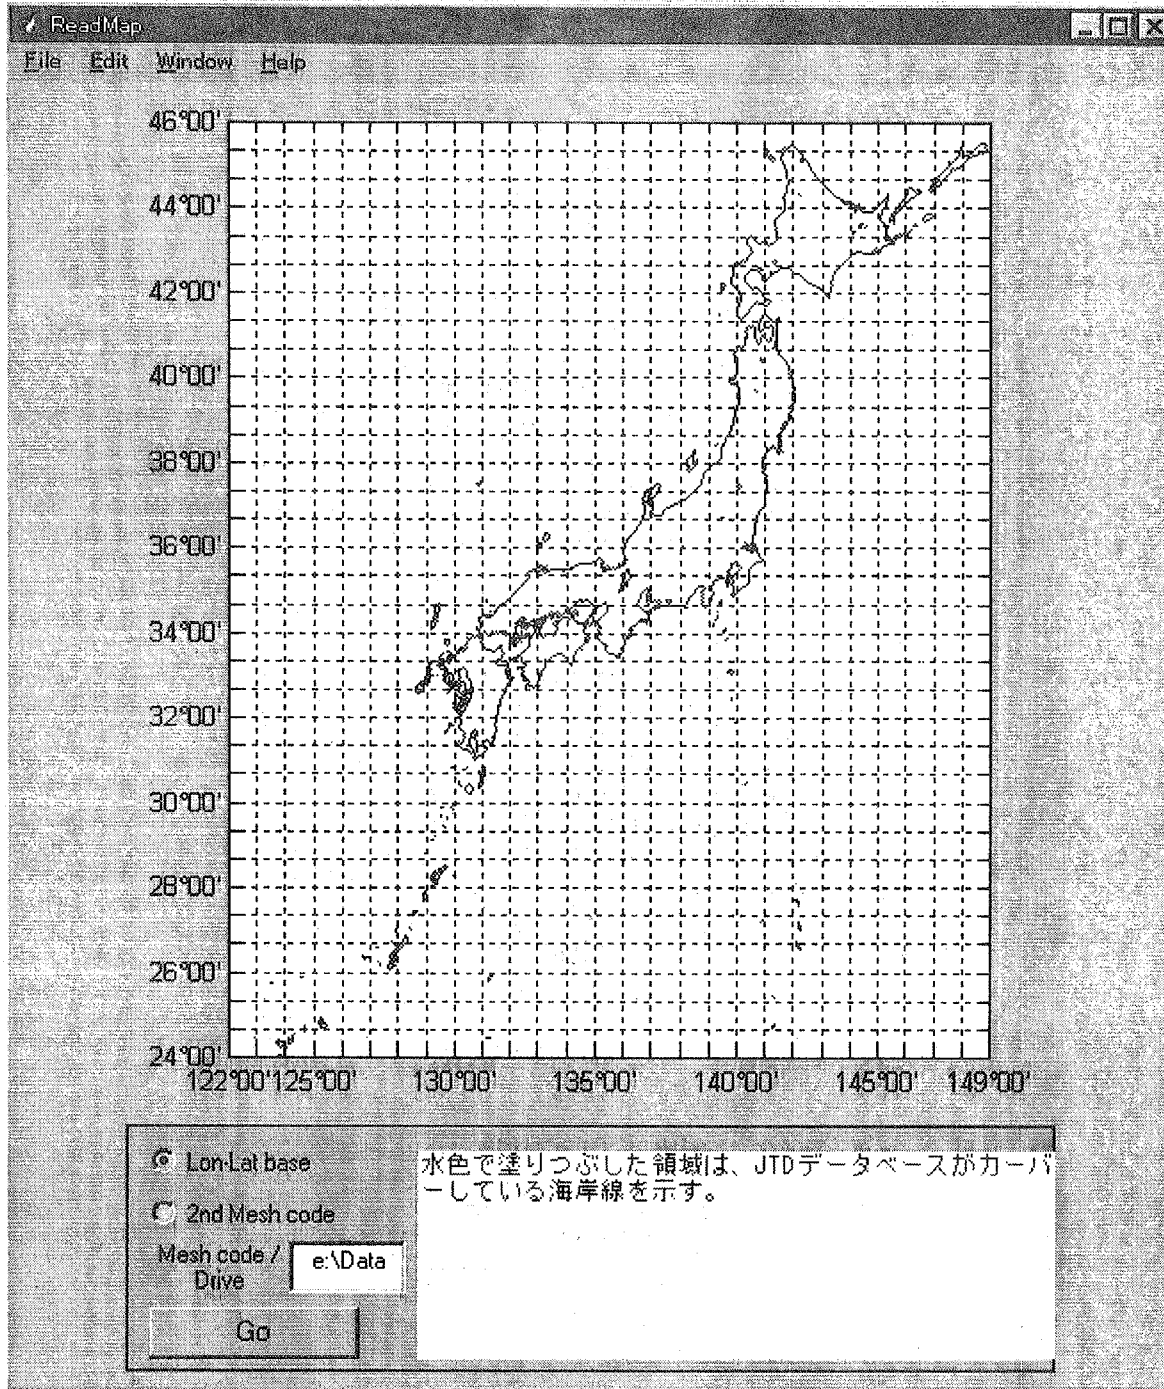 ReadMap
File Edit Window Help
46°00'
44°00'
42°00'
40°00'
38°00'
36°00'
34°00'
32°00'
30°00'
28°00'
26°00'
24°00'
122°00' 125°00' 130°00' 135°00' 140°00' 145°00' 149°00'
Lon-Lat base
2nd Mesh code
Mesh code /
Drive
e:\Data
Go
水色で塗りつぶした領域は、JTDデータベースがカーバ
ーしている海岸線を示す。